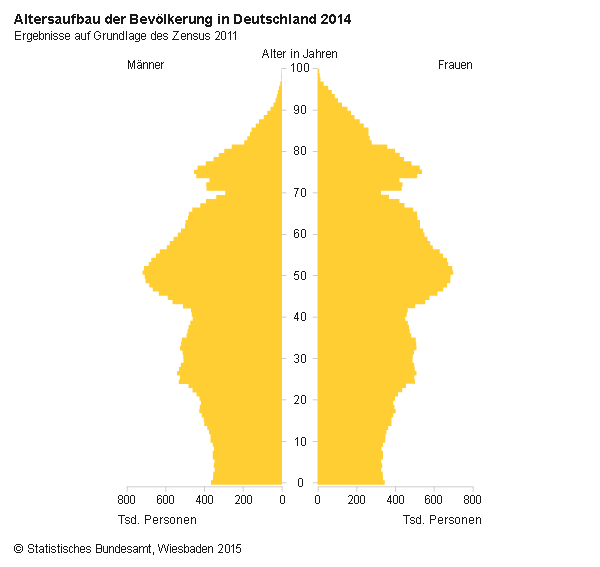 Altersaufbau der Bevölkerung in Deutschland 2014
Ergebnisse auf Grundlage des Zensus 2011
Alter in Jahren
Männer
Frauen
100
90
80
70
60
50
40
30
20
10
0
800 600 400 200 0 0 200 400 600 800
Tsd. Personen Tsd. Personen
© Statistisches Bundesamt, Wiesbaden 2015